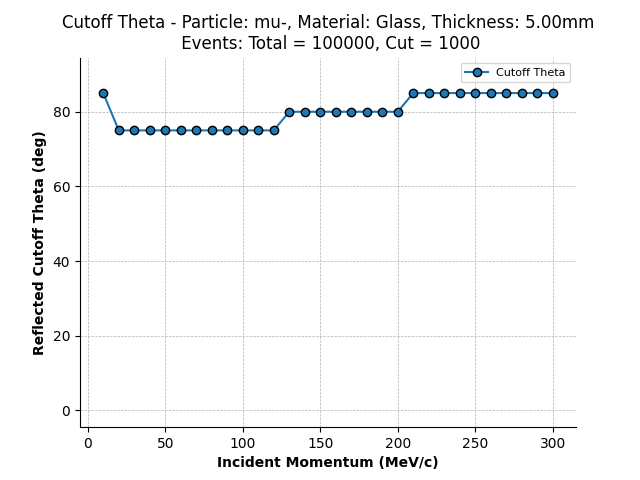 Cutoff Theta - Particle: mu-, Material: Glass, Thickness: 5.00mm
Events: Total = 100000, Cut = 1000
Cutoff Theta
Reflected Cutoff Theta (deg)
80
60
40
20
0
0 50 100 150 200 250 300
Incident Momentum (MeV/c)